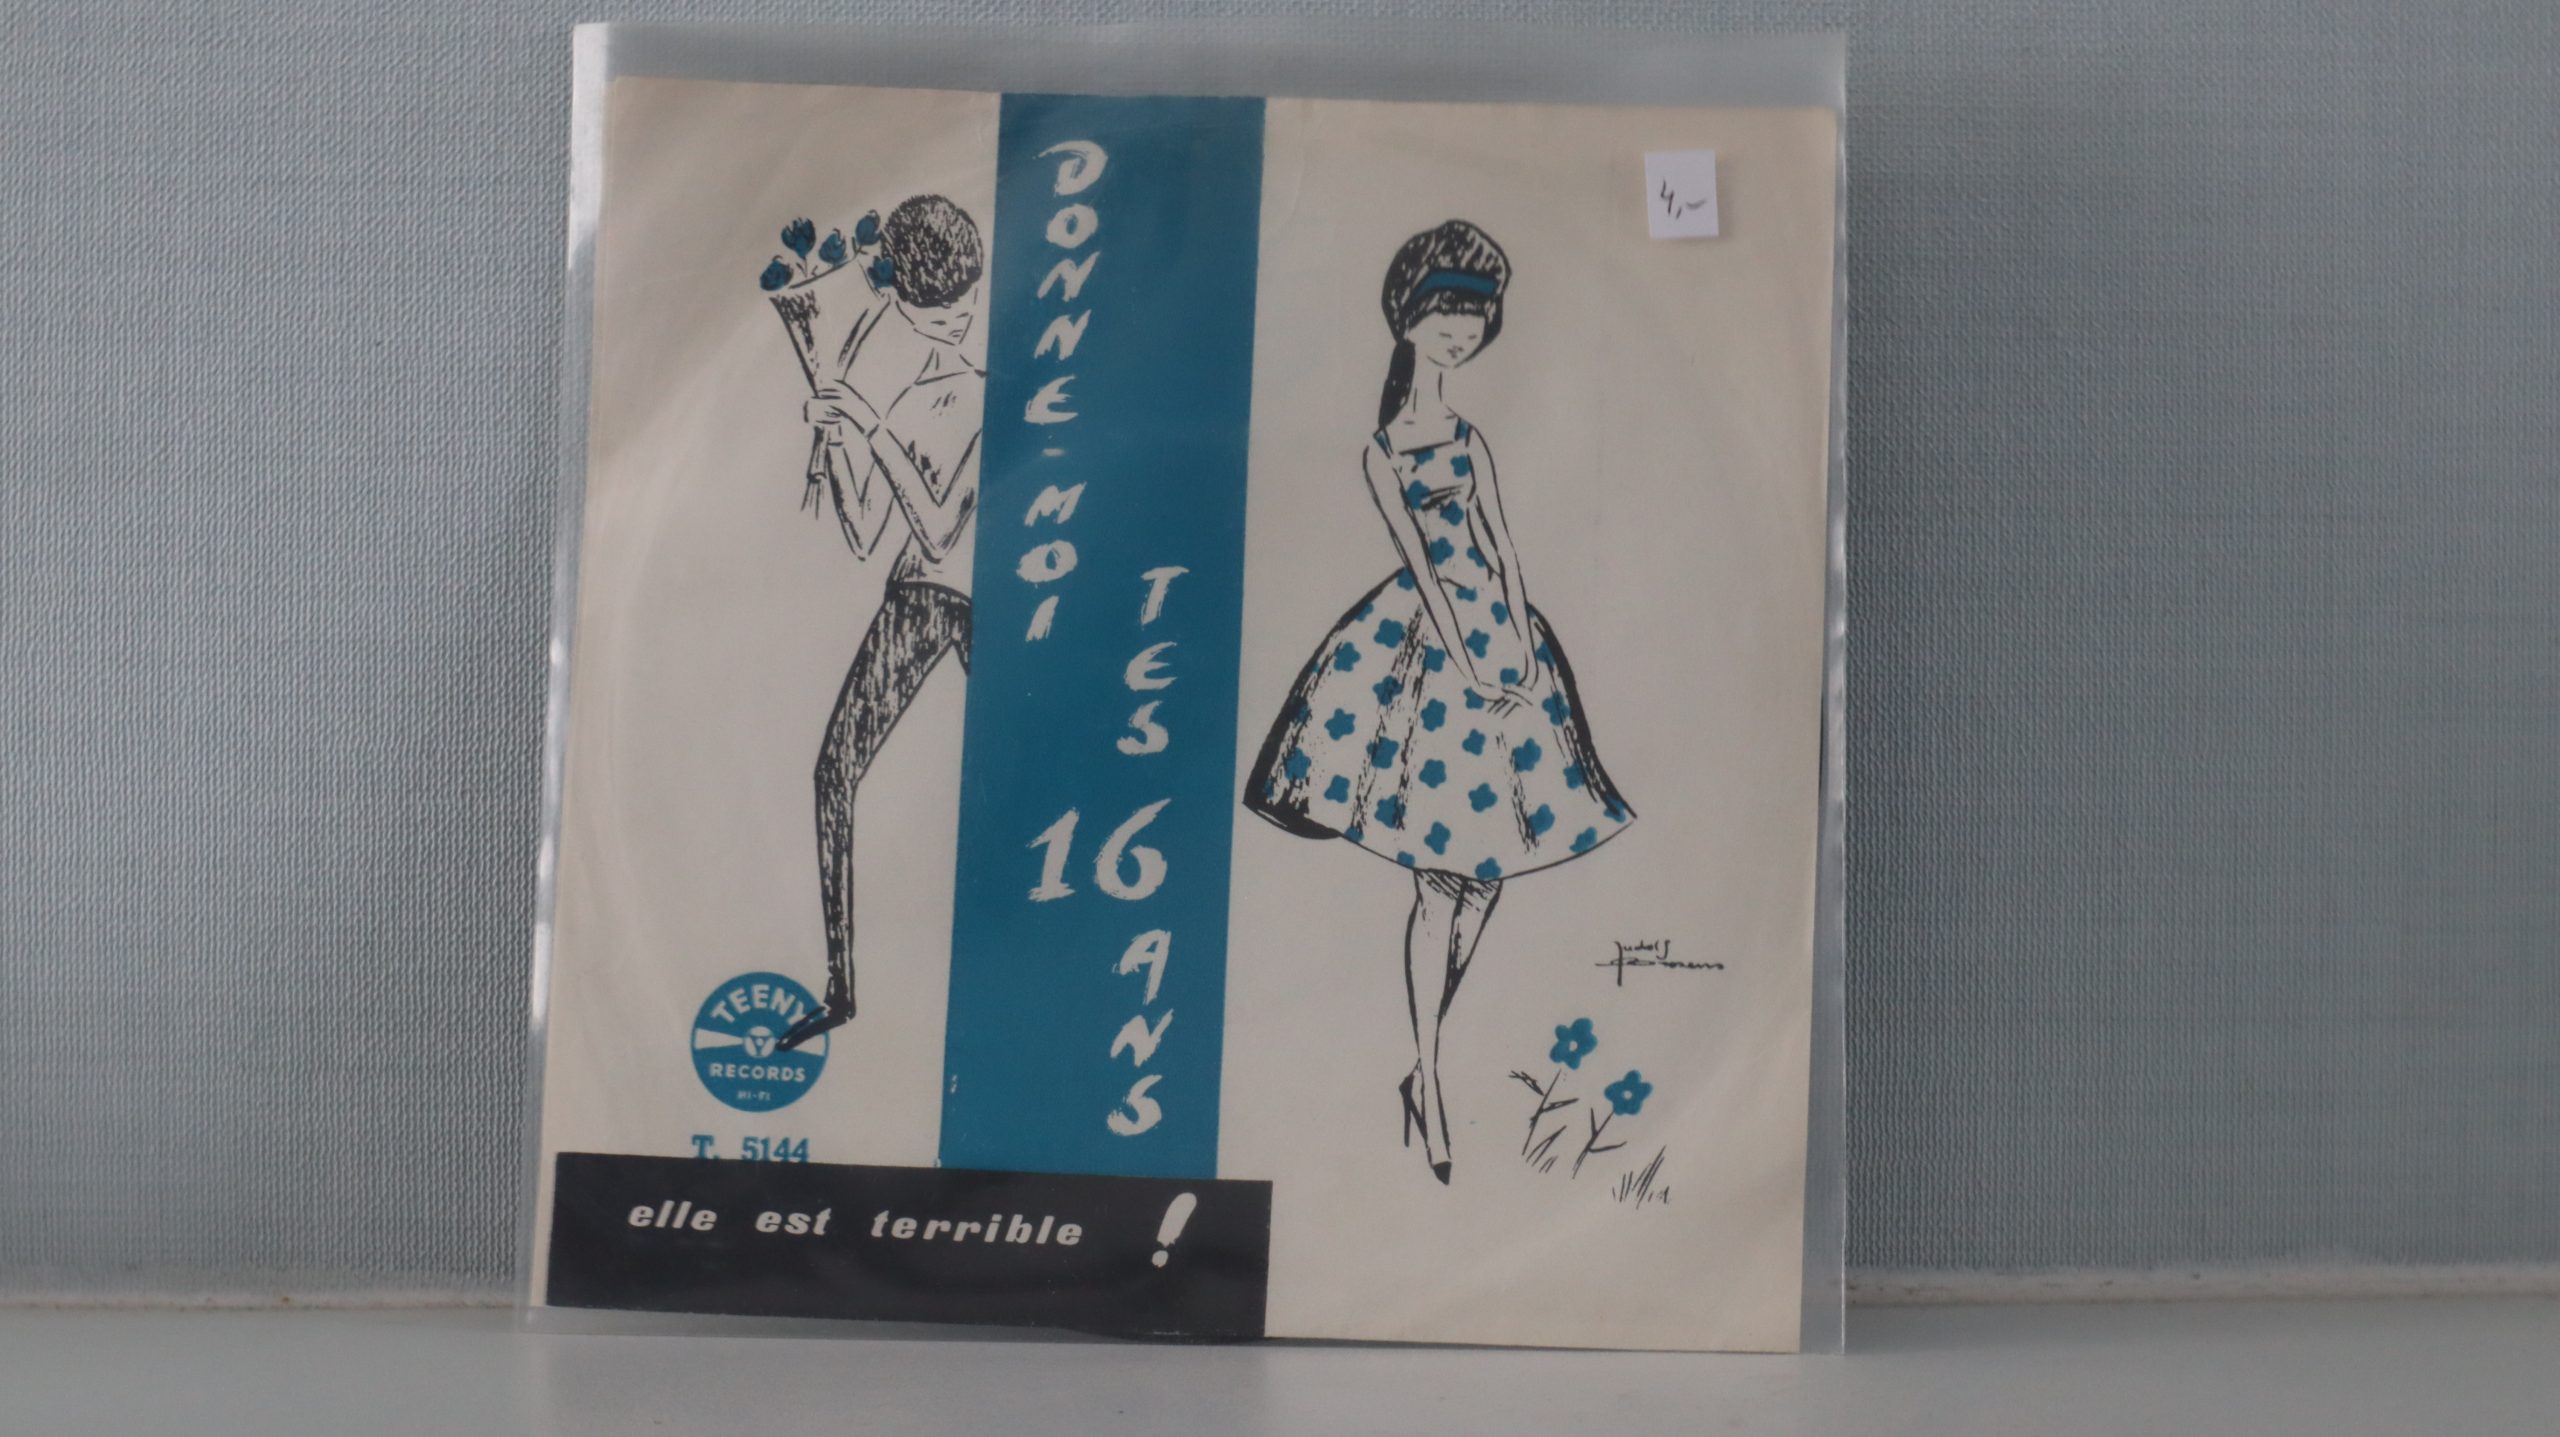 DONNE-MOI
TES
16
ANS
4,-
TEENY
RECORDS
HI-FI
T. 5144
elle est terrible !